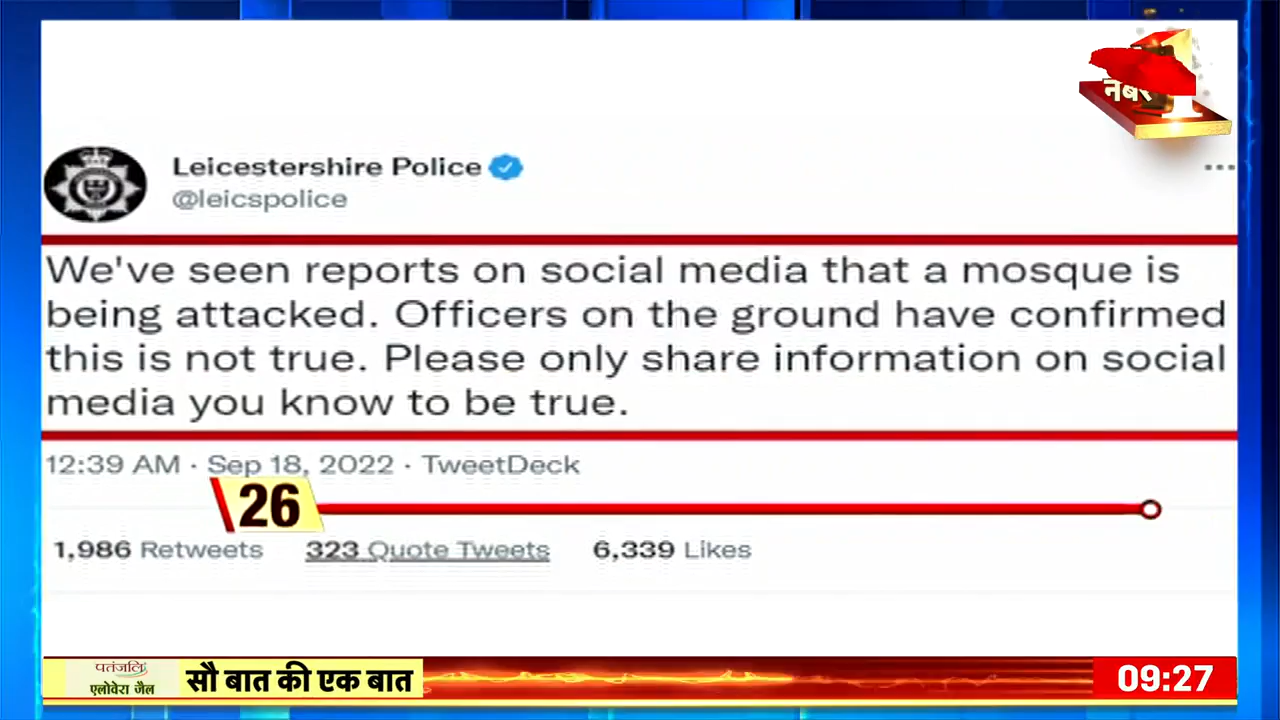 नंबर 1
Leicestershire Police
@leicspolice
We've seen reports on social media that a mosque is
being attacked. Officers on the ground have confirmed
this is not true. Please only share information on social
media you know to be true.
12:39 AM · Sep 18, 2022 · TweetDeck
26
1,986 Retweets 323 Quote Tweets 6,339 Likes
पतंजलि
एलोवेरा जैल
सौ बात की एक बात
09:27